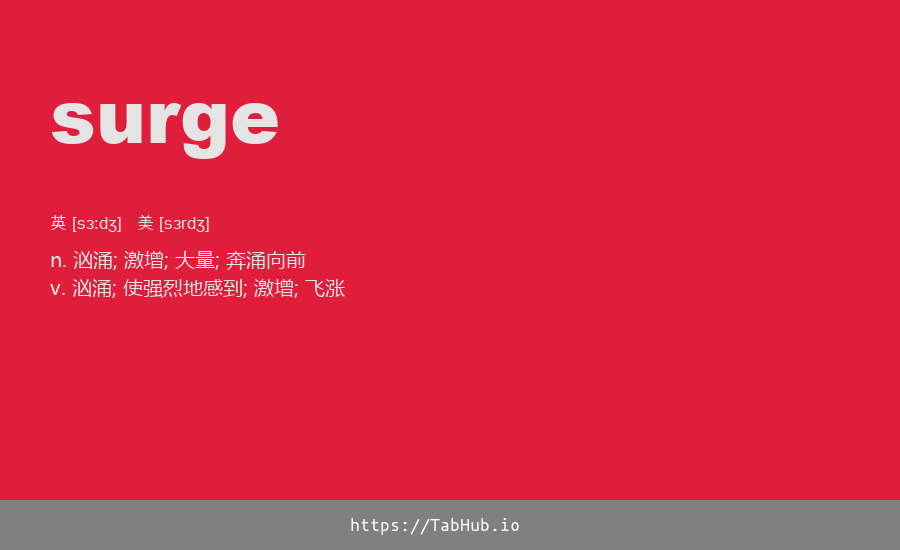 surge
英 [sɜːdʒ] 美 [sɜrdʒ]
n. 汹涌; 激增; 大量; 奔涌向前
v. 汹涌; 使强烈地感到; 激增; 飞涨
https://TabHub.io